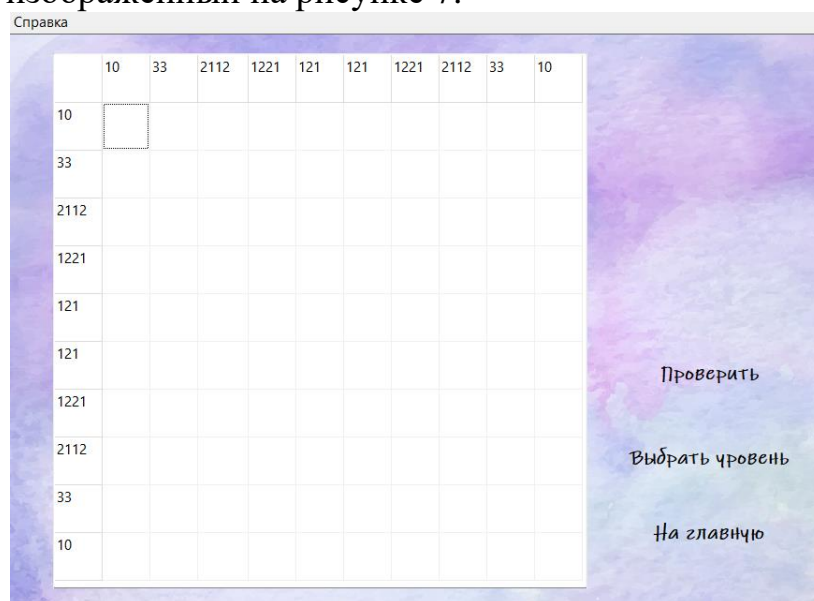 изображенный на рисунке 7.
Справка
10 33 2112 1221 121 121 1221 2112 33 10
10
33
2112
1221
121
121
1221
2112
33
10
Проверить
Выбрать уровень
На главную